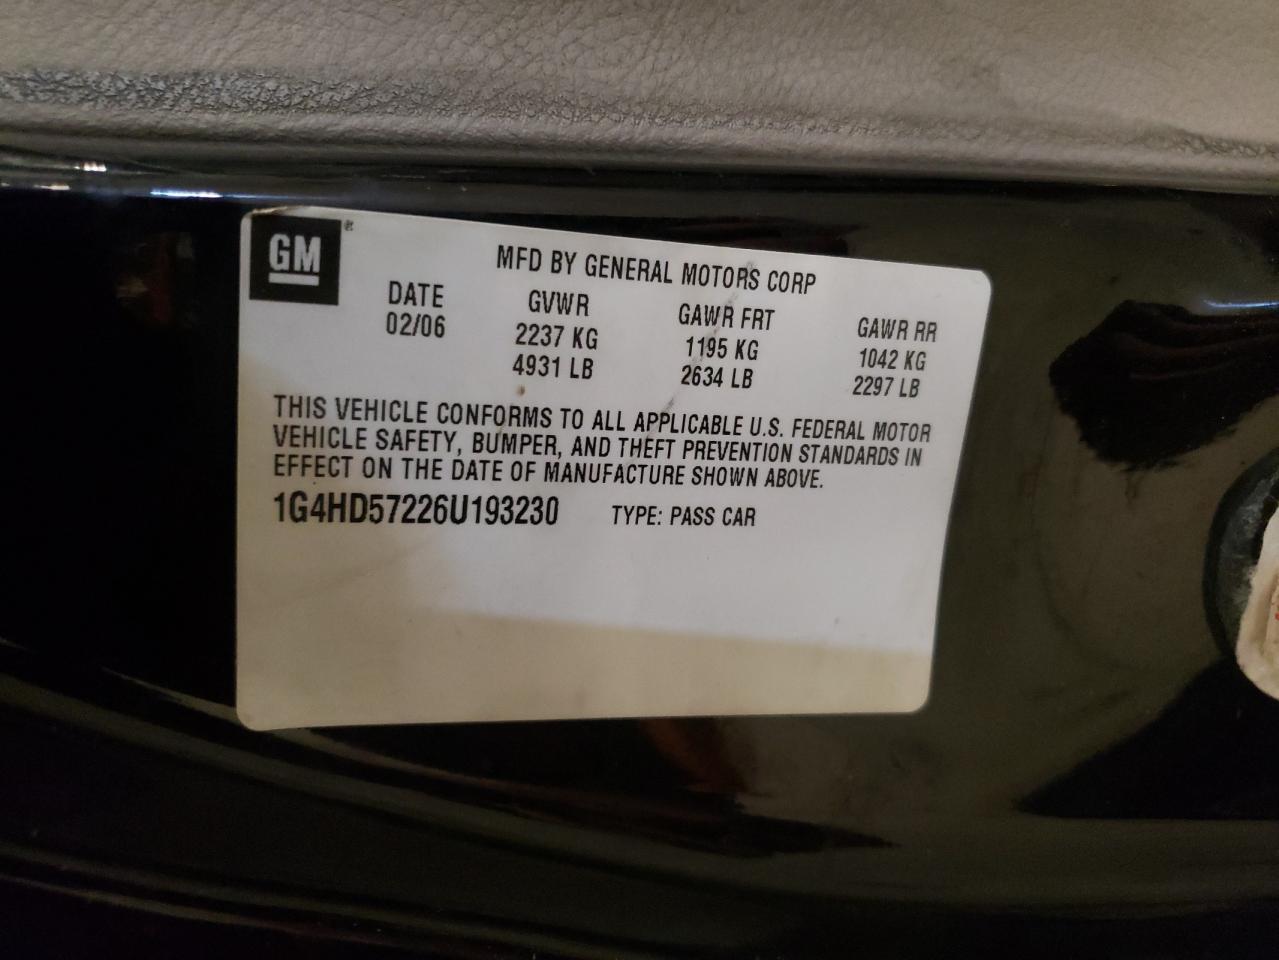 GM ®
MFD BY GENERAL MOTORS CORP
DATE GVWR GAWR FRT GAWR RR
02/06 2237 KG 1195 KG 1042 KG
4931 LB 2634 LB 2297 LB
THIS VEHICLE CONFORMS TO ALL APPLICABLE U.S. FEDERAL MOTOR
VEHICLE SAFETY, BUMPER, AND THEFT PREVENTION STANDARDS IN
EFFECT ON THE DATE OF MANUFACTURE SHOWN ABOVE.
1G4HD57226U193230 TYPE: PASS CAR